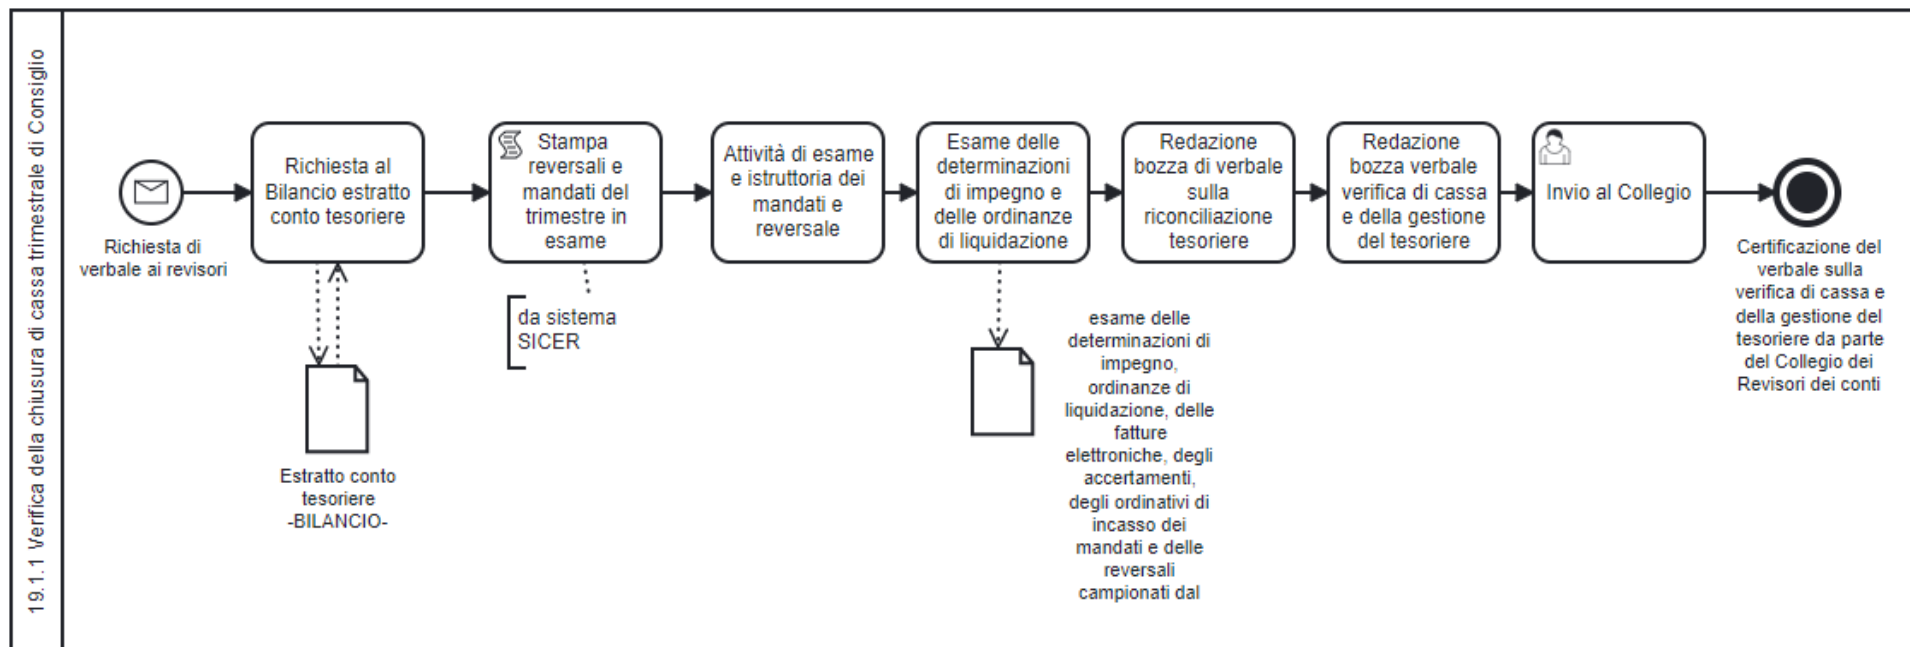 19.1.1 Verifica della chiusura di cassa trimestrale di Consiglio
Richiesta di
verbale ai revisori
Richiesta al
Bilancio estratto
conto tesoriere
Estratto conto
tesoriere
-BILANCIO-
Stampa
reversali e
mandati del
trimestre in
esame
da sistema
SICER
Attività di esame
e istruttoria dei
mandati e
reversale
Esame delle
determinazioni
di impegno e
delle ordinanze
di liquidazione
esame delle
determinazioni di
impegno,
ordinanze di
liquidazione, delle
fatture
elettroniche, degli
accertamenti,
degli ordinativi di
incasso dei
mandati e delle
reversali
campionati dal
Redazione
bozza di verbale
sulla
riconciliazione
tesoriere
Redazione
bozza verbale
verifica di cassa
e della gestione
del tesoriere
Invio al Collegio
Certificazione del
verbale sulla
verifica di cassa e
della gestione del
tesoriere da parte
del Collegio dei
Revisori dei conti